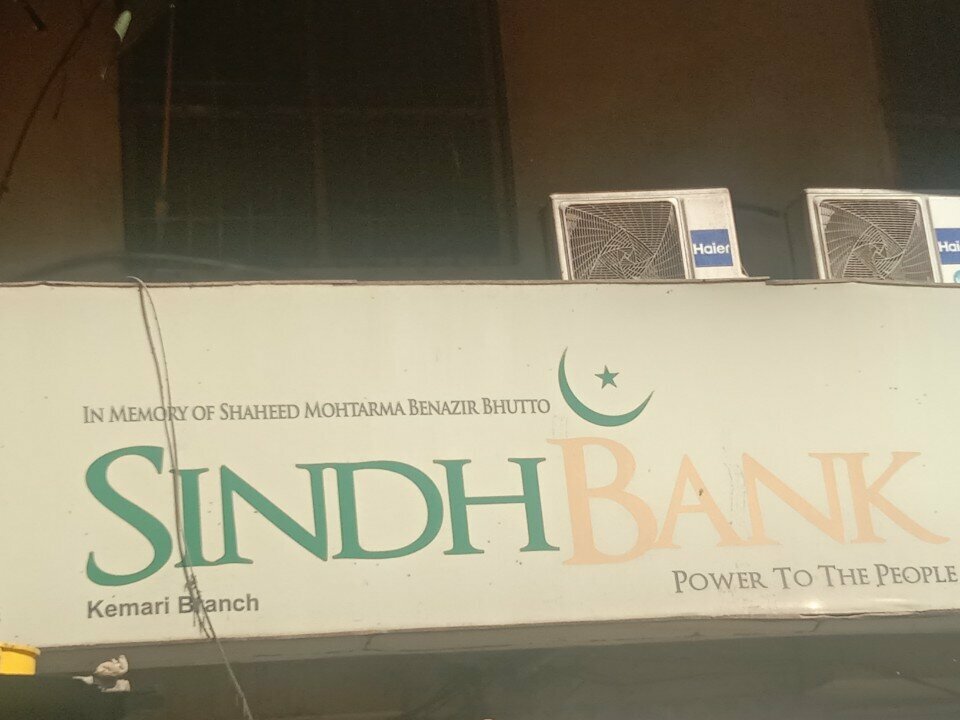 Haier
Hai
IN MEMORY OF SHAHEED MOHTARMA BENAZIR BHUTTO
SINDHBANK
POWER TO THE PEOPLE
Kemari Branch